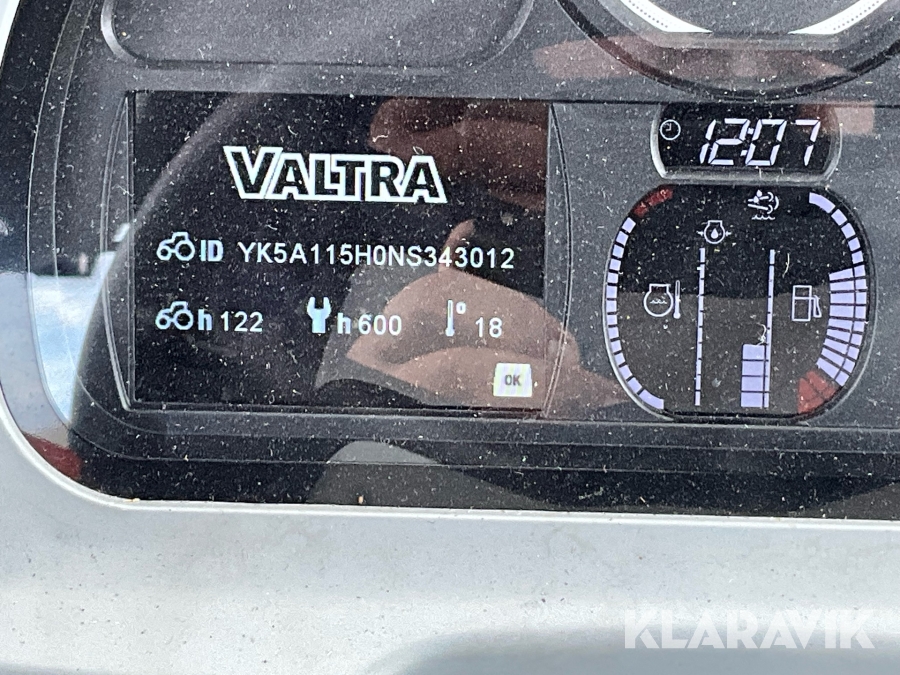 12:07
VALTRA
ID YK5A115H0NS343012
h 122 h 600 ° 18
OK
KLARAVIK